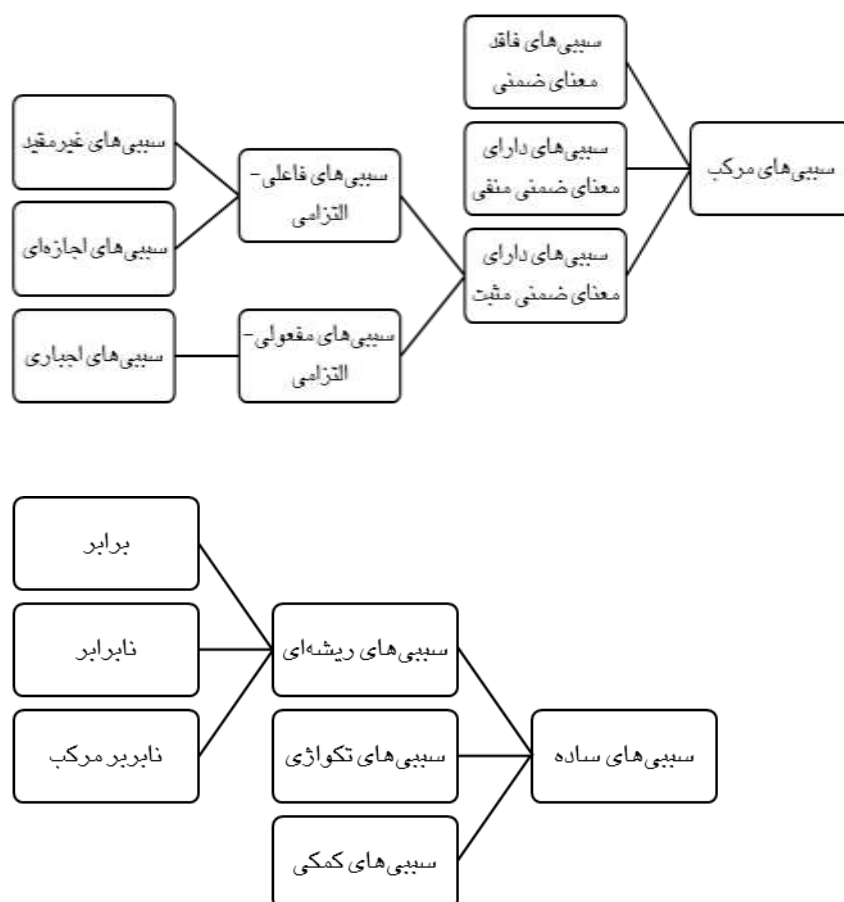 سببی‌های مرکب
سببی‌های فاقد
معنای ضمنی
سببی‌های دارای
معنای ضمنی منفی
سببی‌های دارای
معنای ضمنی مثبت
سببی‌های فاعلی-
التزامی
سببی‌های مفعولی-
التزامی
سببی‌های غیرمقید
سببی‌های اجازه‌ای
سببی‌های اجباری
سببی‌های ساده
سببی‌های ریشه‌ای
سببی‌های تکواژی
سببی‌های کمکی
برابر
نابرابر
نابربر مرکب